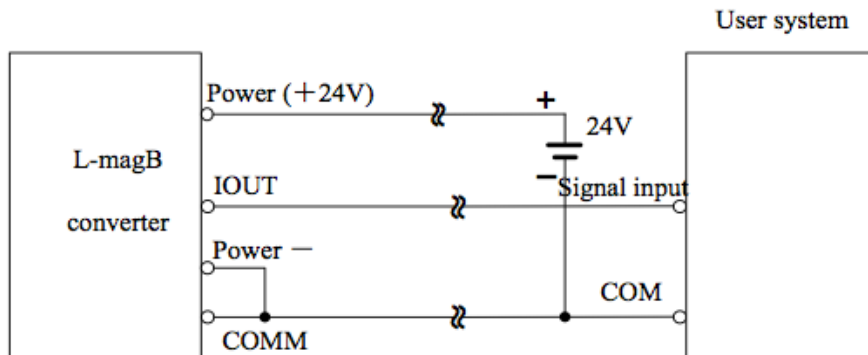 User system
Power (＋24V)
+
24V
L-magB
converter
IOUT
−
Signal input
Power －
COM
COMM